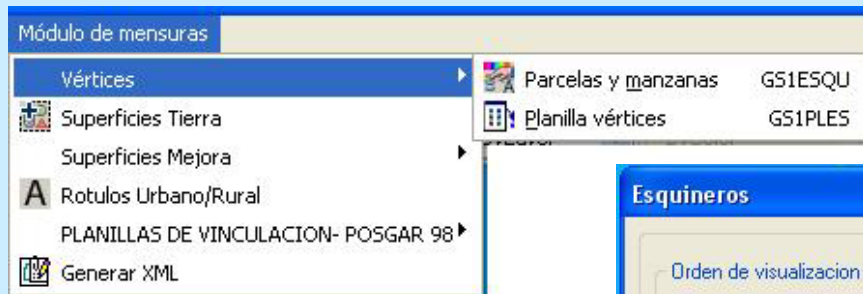 Módulo de mensuras
Vértices
Superficies Tierra
Superficies Mejora
A Rotulos Urbano/Rural
PLANILLAS DE VINCULACION- POSGAR 98
Generar XML
Parcelas y manzanas GS1ESQU
Planilla vértices GS1PLES
Esquineros
Orden de visualizacion